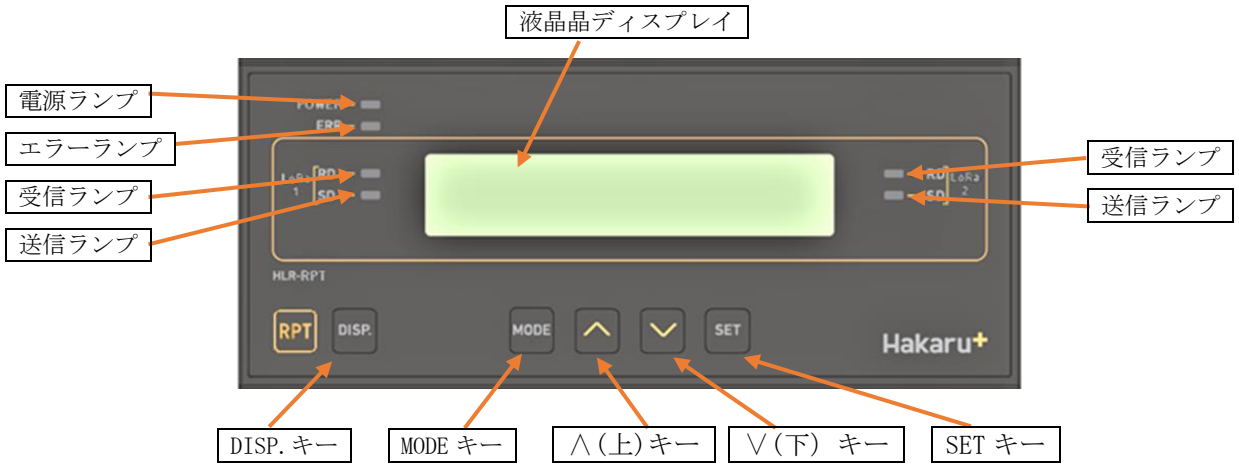 液晶晶ディスプレイ
電源ランプ
POWER
エラーランプ
ERR
受信ランプ
LoRa
1
RD
SD
送信ランプ
RD
SD
LoRa
2
受信ランプ
送信ランプ
HLR-RPT
RPT
DISP.
MODE
SET
Hakaru+
DISP.キー
MODE キー
∧(上)キー
∨(下) キー
SET キー